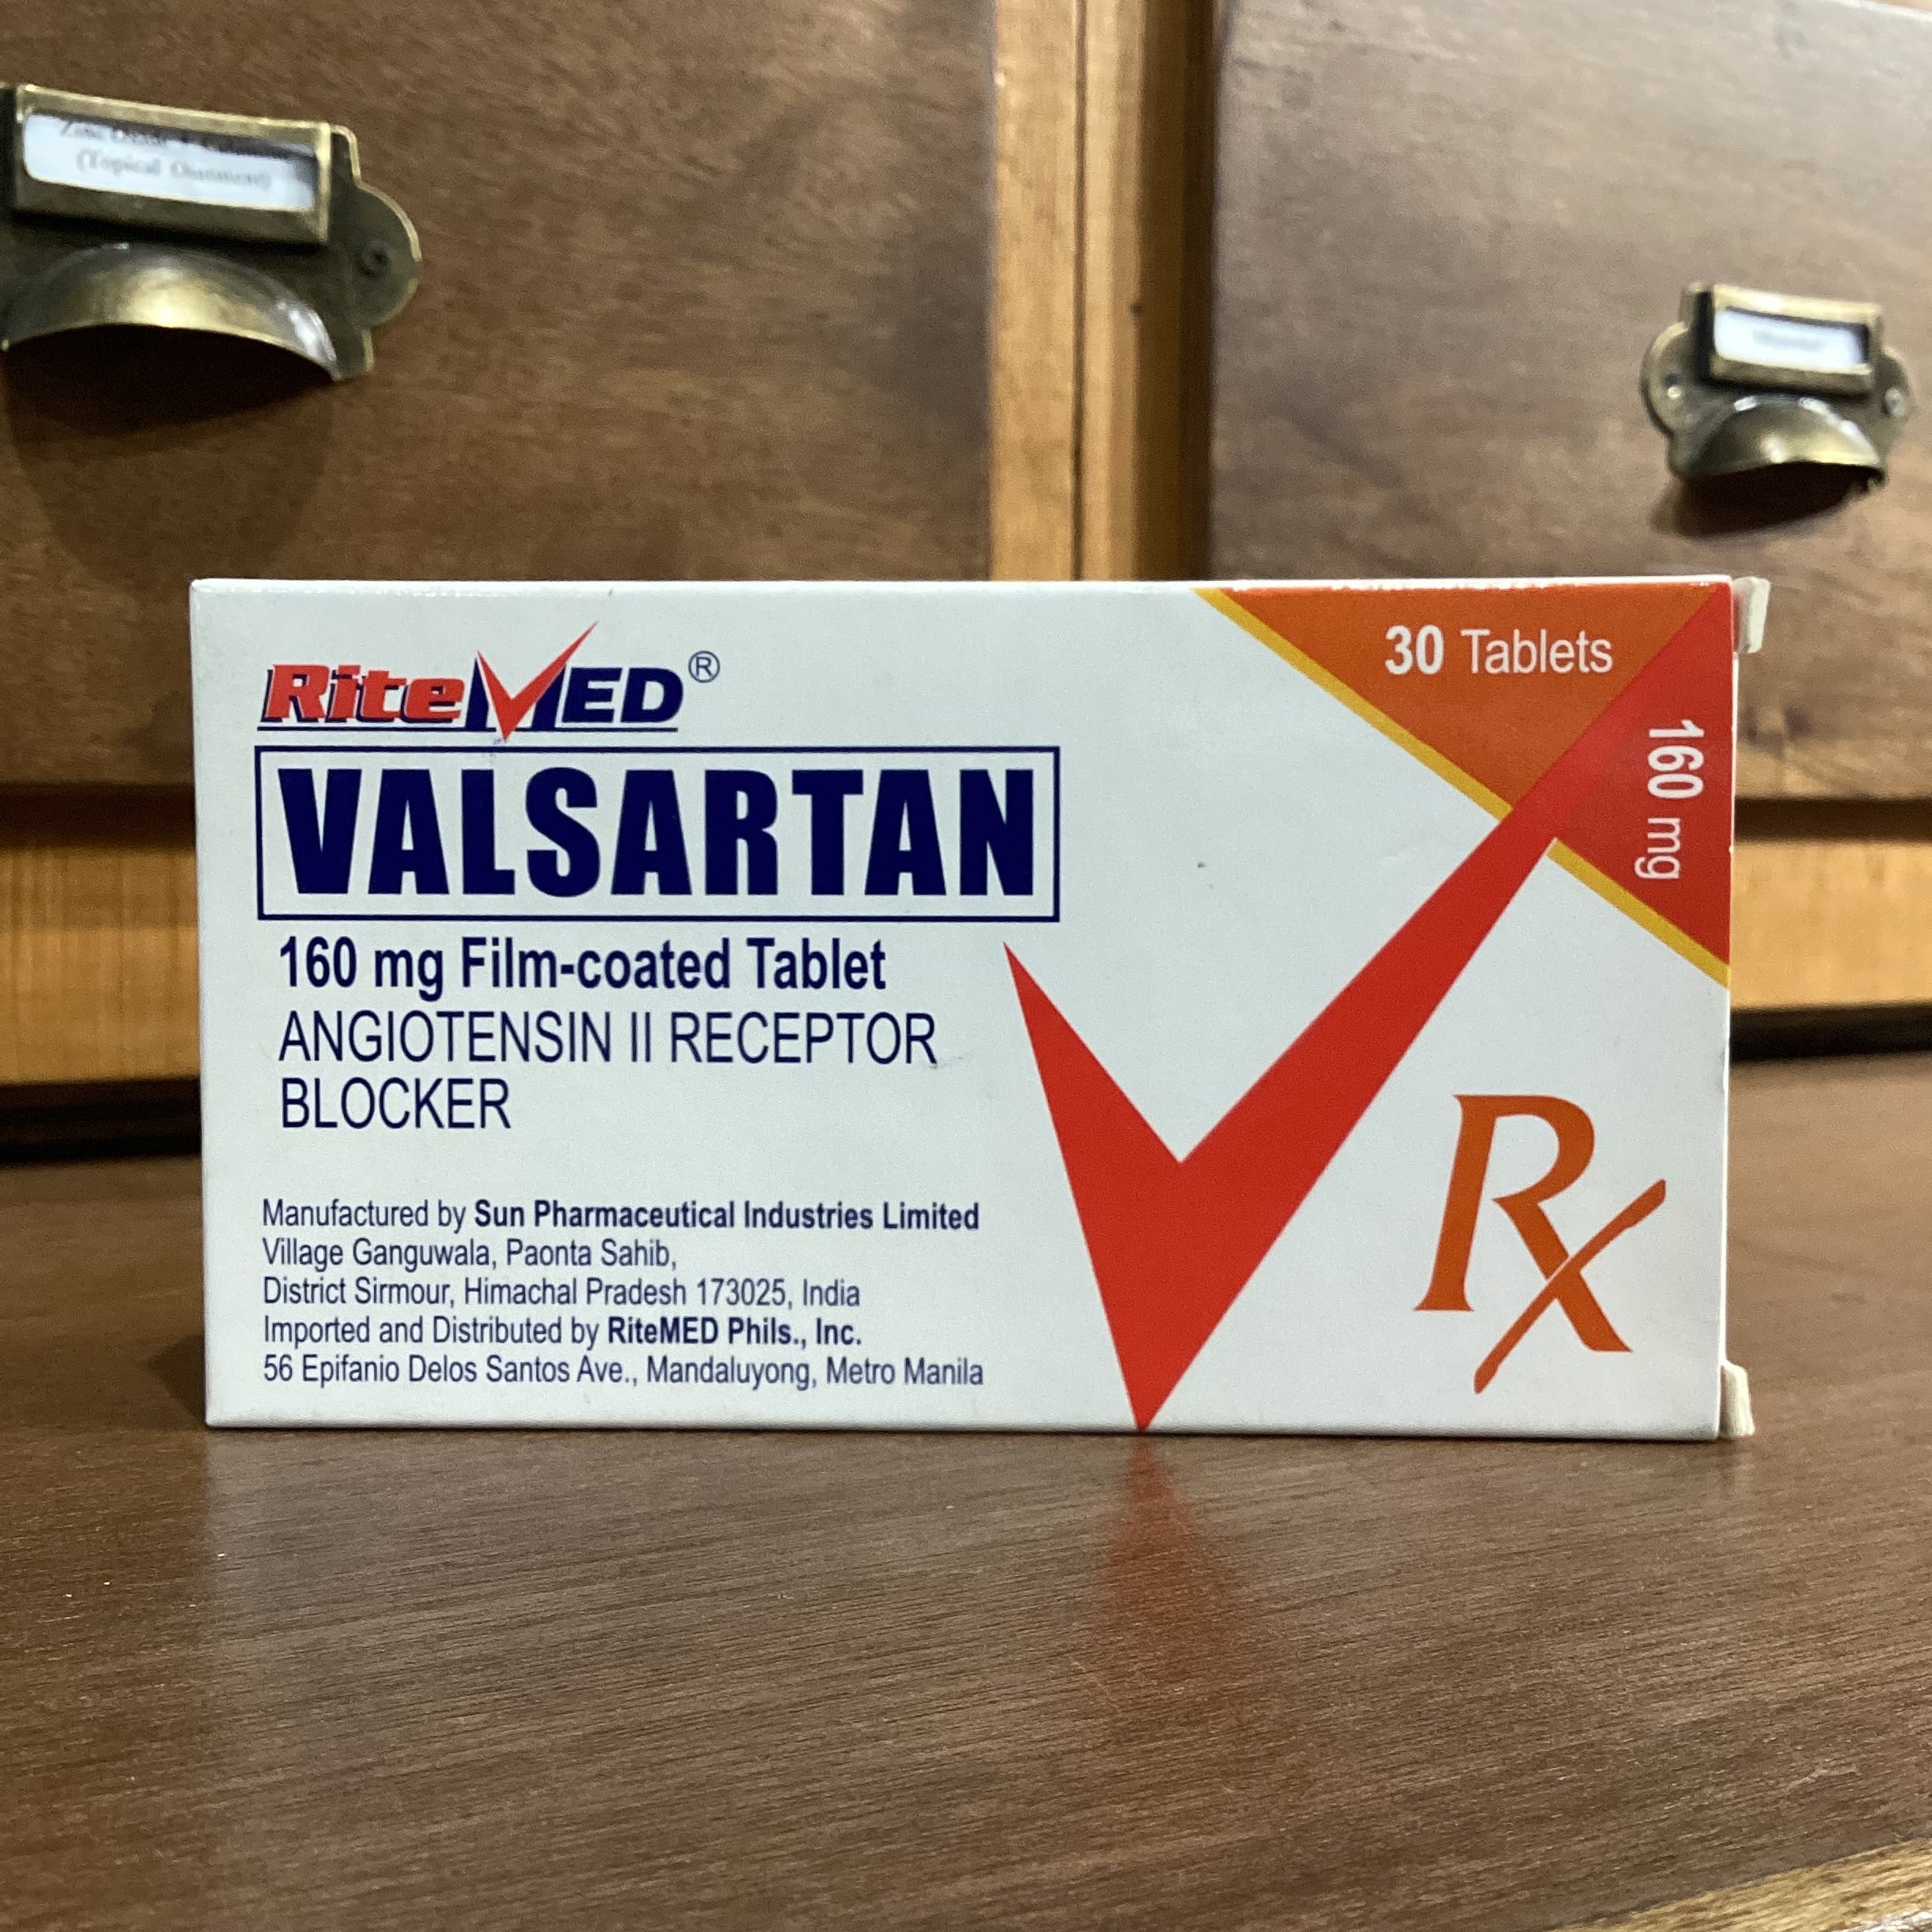 (Topical Ointment)
30 Tablets
160 mg
RiteMED®
VALSARTAN
160 mg Film-coated Tablet
ANGIOTENSIN II RECEPTOR
BLOCKER
Rx
Manufactured by Sun Pharmaceutical Industries Limited
Village Ganguwala, Paonta Sahib,
District Sirmour, Himachal Pradesh 173025, India
Imported and Distributed by RiteMED Phils., Inc.
56 Epifanio Delos Santos Ave., Mandaluyong, Metro Manila